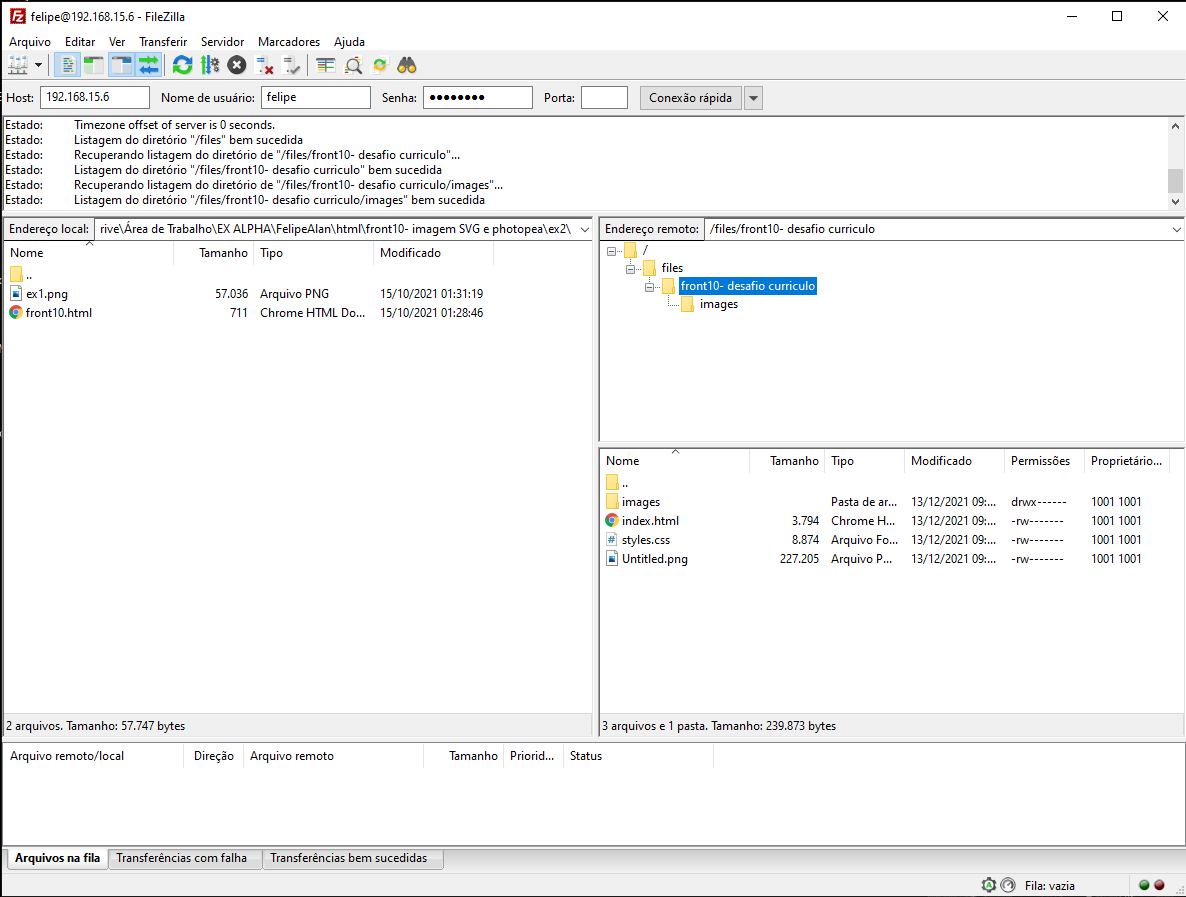 felipe@192.168.15.6 - FileZilla
Arquivo Editar Ver Transferir Servidor Marcadores Ajuda
Host: 192.168.15.6 Nome de usuário: felipe Senha: ●●●●●●●● Porta: Conexão rápida
Estado: Timezone offset of server is 0 seconds.
Estado: Listagem do diretório "/files" bem sucedida
Estado: Recuperando listagem do diretório de "/files/front10- desafio curriculo"...
Estado: Listagem do diretório "/files/front10- desafio curriculo" bem sucedida
Estado: Recuperando listagem do diretório de "/files/front10- desafio curriculo/images"...
Estado: Listagem do diretório "/files/front10- desafio curriculo/images" bem sucedida
Endereço local: rive\Área de Trabalho\EX ALPHA\FelipeAlan\html\front10- imagem SVG e photopea\ex2\
Nome Tamanho Tipo Modificado
..
ex1.png 57.036 Arquivo PNG 15/10/2021 01:31:19
front10.html 711 Chrome HTML Do... 15/10/2021 01:28:46
2 arquivos. Tamanho: 57.747 bytes
Endereço remoto: /files/front10- desafio curriculo
/
files
front10- desafio curriculo
images
Nome Tamanho Tipo Modificado Permissões Proprietário...
..
images Pasta de ar... 13/12/2021 09:... drwx------ 1001 1001
index.html 3.794 Chrome H... 13/12/2021 09:... -rw------- 1001 1001
styles.css 8.874 Arquivo Fo... 13/12/2021 09:... -rw------- 1001 1001
Untitled.png 227.205 Arquivo P... 13/12/2021 09:... -rw------- 1001 1001
3 arquivos e 1 pasta. Tamanho: 239.873 bytes
Arquivo remoto/local Direção Arquivo remoto Tamanho Priorid... Status
Arquivos na fila Transferências com falha Transferências bem sucedidas
Fila: vazia